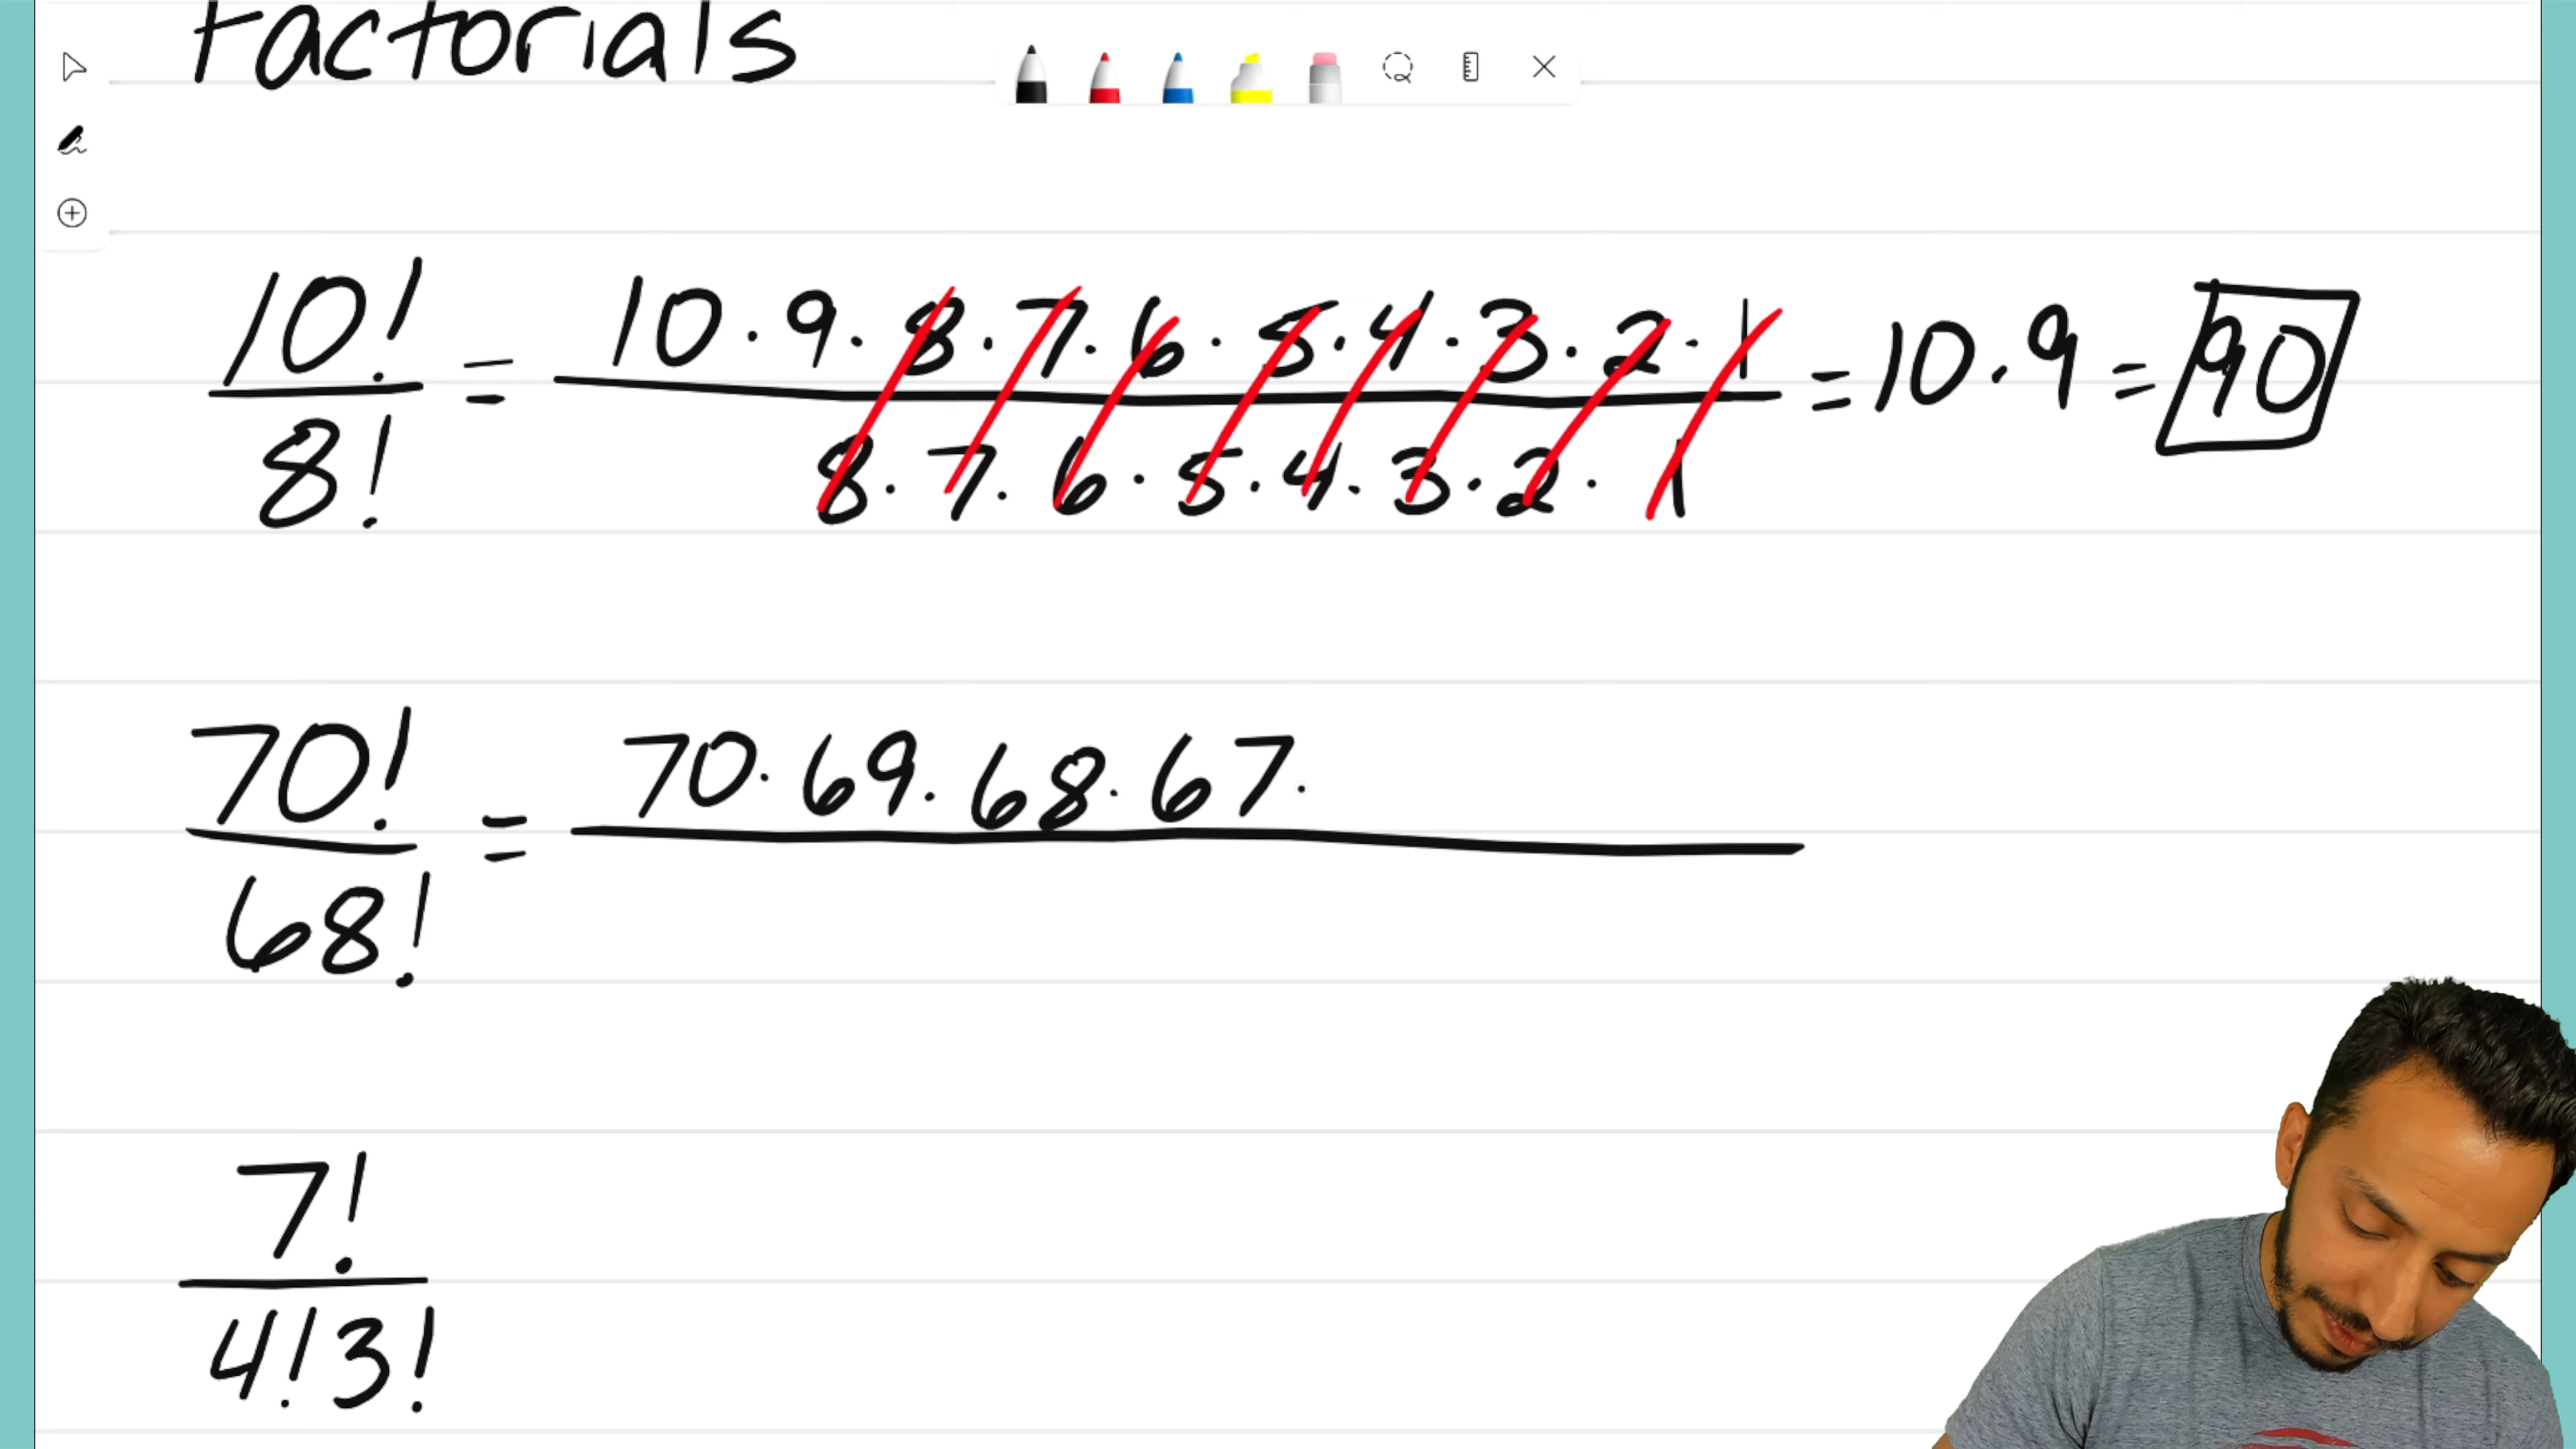 Factorials
10!/8! = 10·9·8·7·6·5·4·3·2·1 / 8·7·6·5·4·3·2·1 = 10·9 = 90
70!/68! = 70·69·68·67·
7!/4!3!